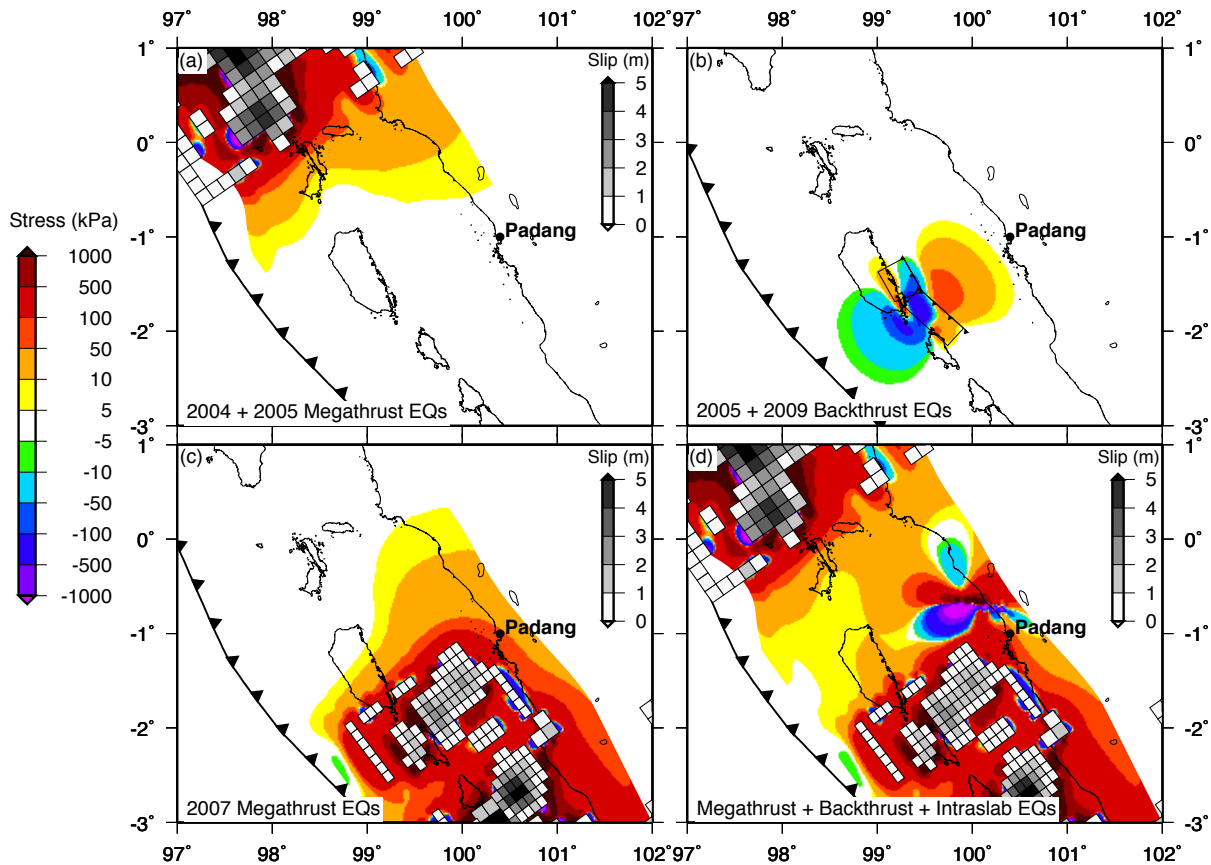 97° 98° 99° 100° 101° 102°
97° 98° 99° 100° 101° 102°
1°
0°
-1°
-2°
-3°
(a)
Slip (m)
5
4
3
2
1
0
Padang
2004 + 2005 Megathrust EQs
1°
0°
-1°
-2°
-3°
(b)
Padang
2005 + 2009 Backthrust EQs
Stress (kPa)
1000
500
100
50
10
5
-5
-10
-50
-100
-500
-1000
1°
0°
-1°
-2°
-3°
(c)
Slip (m)
5
4
3
2
1
0
Padang
2007 Megathrust EQs
97° 98° 99° 100° 101° 102°
1°
0°
-1°
-2°
-3°
(d)
Slip (m)
5
4
3
2
1
0
Padang
Megathrust + Backthrust + Intraslab EQs
97° 98° 99° 100° 101° 102°